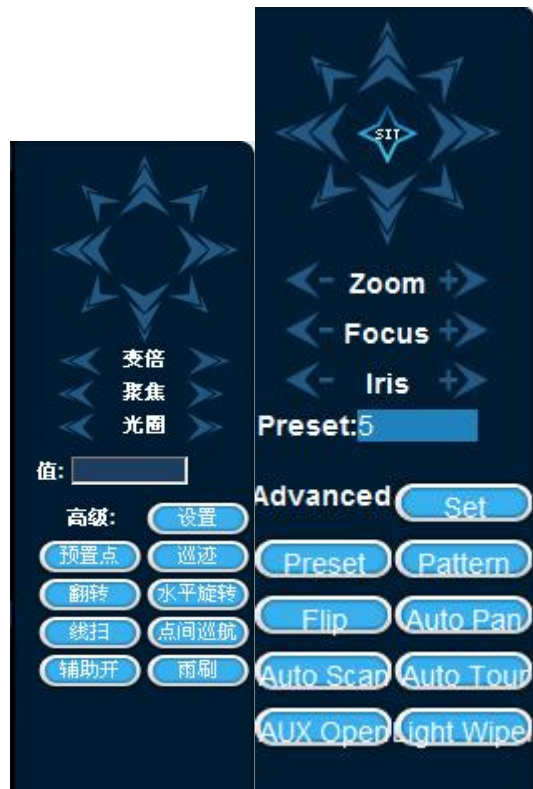 变倍
聚焦
光圈
值:
高级: 设置
预置点 巡迹
翻转 水平旋转
线扫 点间巡航
辅助开 雨刷
SIT
- Zoom +
- Focus +
- Iris +
Preset:5
Advanced Set
Preset Pattern
Flip Auto Pan
Auto Scan Auto Tour
AUX Open Light Wipe